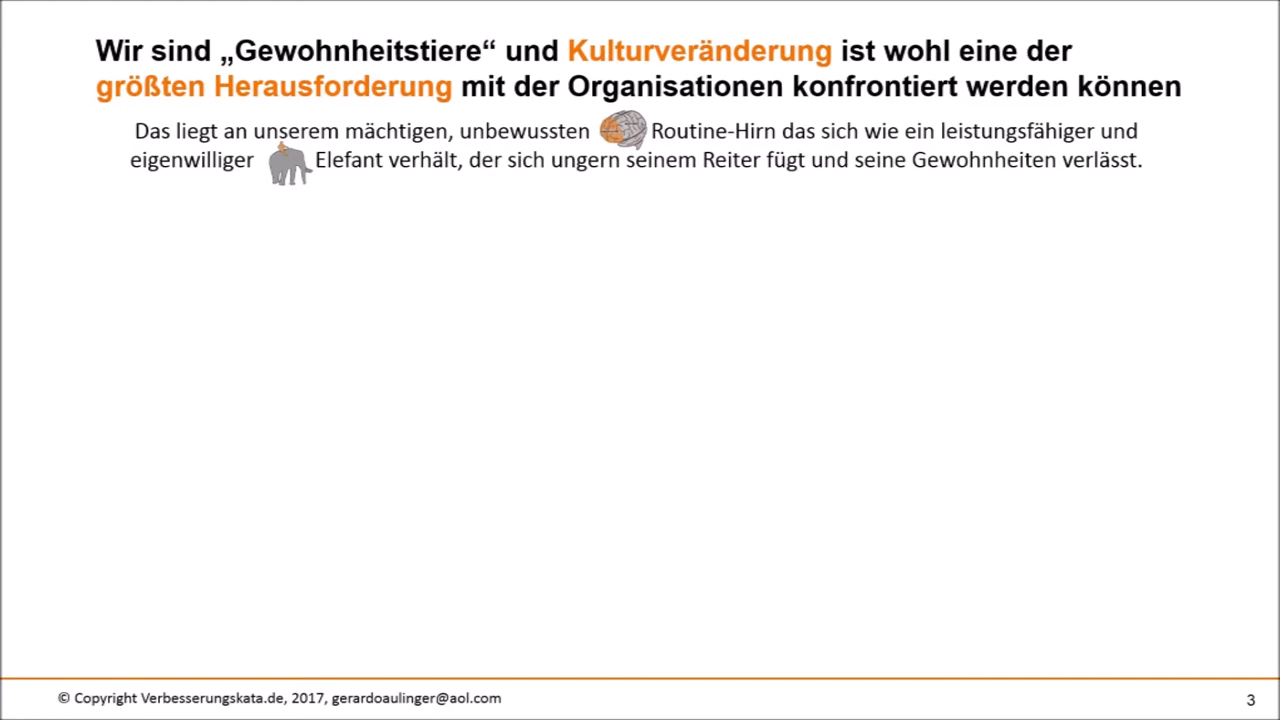 Wir sind „Gewohnheitstiere“ und Kulturveränderung ist wohl eine der
größten Herausforderung mit der Organisationen konfrontiert werden können
Das liegt an unserem mächtigen, unbewussten Routine-Hirn das sich wie ein leistungsfähiger und
eigenwilliger Elefant verhält, der sich ungern seinem Reiter fügt und seine Gewohnheiten verlässt.
© Copyright Verbesserungskata.de, 2017, gerardoaulinger@aol.com
3